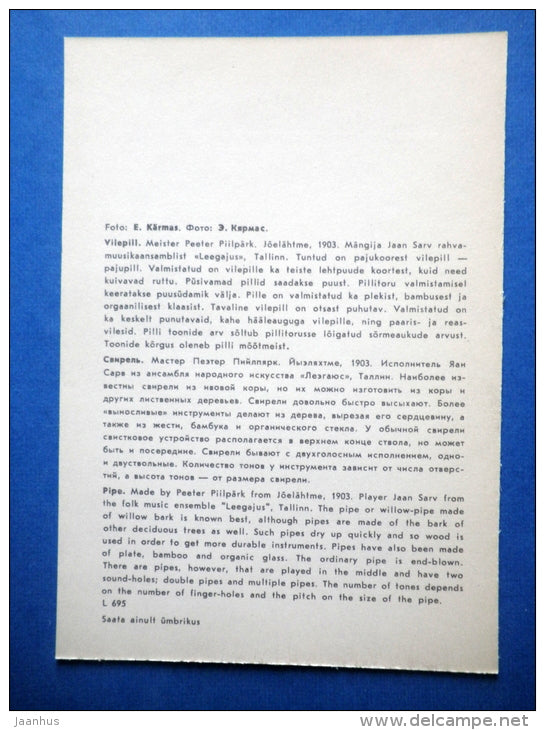 Foto: E. Kärmas. Фото: Э. Кярмас.
Vilepill. Meister Peeter Piilpärk. Jõelähtme, 1903. Mängija Jaan Sarv rahva-
muusikaansamblist «Leegajus», Tallinn. Tuntud on pajukoorest vilepill —
pajupill. Valmistatud on vilepille ka teiste lehtpuude koortest, kuid need
kuivavad ruttu. Püsivamad pillid saadakse puust. Pillitoru valmistamisel
keeratakse puusüdamik välja. Pille on valmistatud ka plekist, bambusest ja
orgaanilisest klaasist. Tavaline vilepill on otsast puhutav. Valmistatud on
ka keskelt punutavaid, kahe hääleauguga vilepille, ning paaris- ja reas-
vilesid. Pilli toonide arv sõltub pillitorusse lõigatud sõrmeaukude arvust.
Toonide kõrgus oleneb pilli mõõtmeist.
Свирель. Мастер Пеэтер Пийлпярк. Йыэляхтме, 1903. Исполнитель Яан
Сарв из ансамбля народного искусства «Леэгаюс», Таллин. Наиболее из-
вестны свирели из ивовой коры, но их можно изготовить из коры и
других лиственных деревьев. Свирели довольно быстро высыхают. Более
«выносливые» инструменты делают из дерева, вырезая его сердцевину, а
также из жести, бамбука и органического стекла. У обычной свирели
свистковое устройство располагается в верхнем конце ствола, но может
быть и посередине. Свирели бывают с двухголосным исполнением, одно-
и двуствольные. Количество тонов у инструмента зависит от числа отверс-
тий, а высота тонов — от размера свирели.
Pipe. Made by Peeter Piilpärk from Jõelähtme, 1903. Player Jaan Sarv from
the folk music ensemble "Leegajus", Tallinn. The pipe or willow-pipe made
of willow bark is known best, although pipes are made of the bark of
other deciduous trees as well. Such pipes dry up quickly and so wood is
used in order to get more durable instruments. Pipes have also been made
of plate, bamboo and organic glass. The ordinary pipe is end-blown.
There are pipes, however, that are played in the middle and have two
sound-holes; double pipes and multiple pipes. The number of tones depends
on the number of finger-holes and the pitch on the size of the pipe.
L 695
Saata ainult ümbrikus
jaanhus
www.delcampe.net